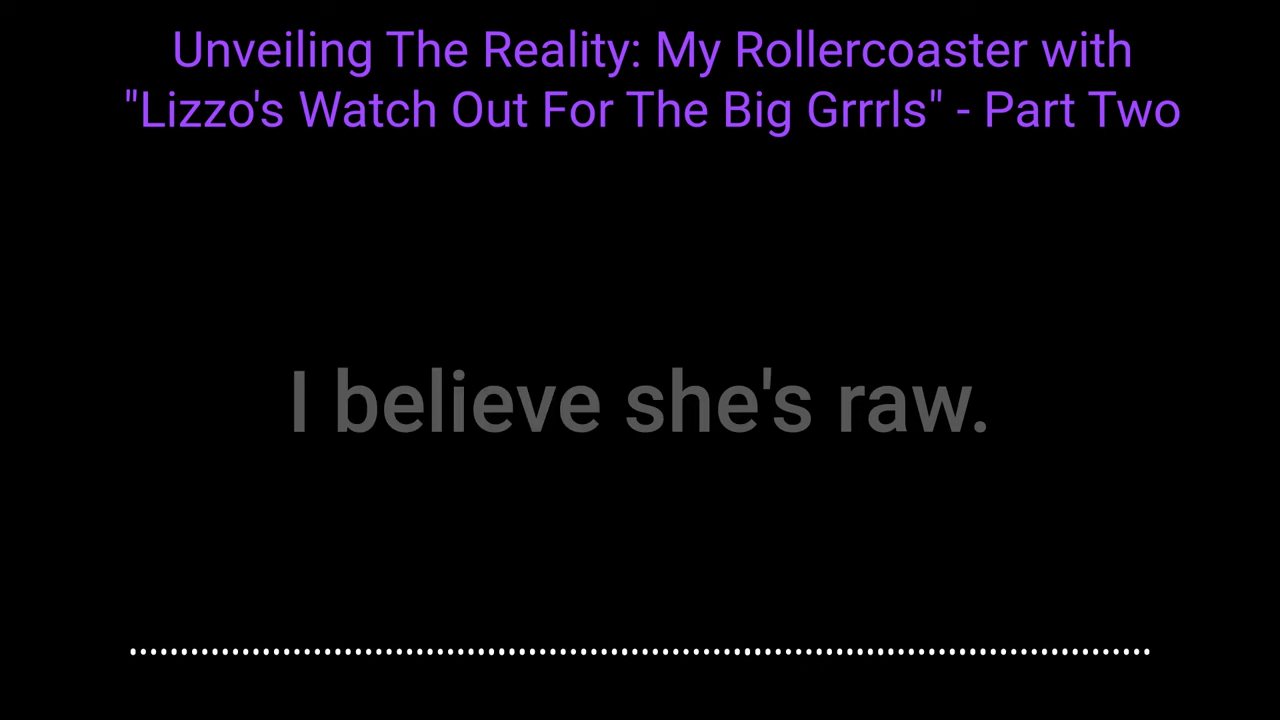 Unveiling The Reality: My Rollercoaster with
"Lizzo's Watch Out For The Big Grrrls" - Part Two
I believe she's raw.